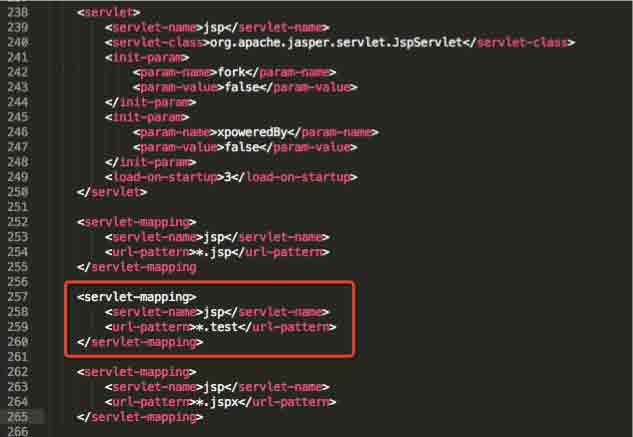 238 <servlet>
239 <servlet-name>jsp</servlet-name>
240 <servlet-class>org.apache.jasper.servlet.JspServlet</servlet-class>
241 <init-param>
242 <param-name>fork</param-name>
243 <param-value>false</param-value>
244 </init-param>
245 <init-param>
246 <param-name>xpoweredBy</param-name>
247 <param-value>false</param-value>
248 </init-param>
249 <load-on-startup>3</load-on-startup>
250 </servlet>
251
252 <servlet-mapping>
253 <servlet-name>jsp</servlet-name>
254 <url-pattern>*.jsp</url-pattern>
255 </servlet-mapping
256
257 <servlet-mapping>
258 <servlet-name>jsp</servlet-name>
259 <url-pattern>*.test</url-pattern>
260 </servlet-mapping>
261
262 <servlet-mapping>
263 <servlet-name>jsp</servlet-name>
264 <url-pattern>*.jspx</url-pattern>
265 </servlet-mapping>
266